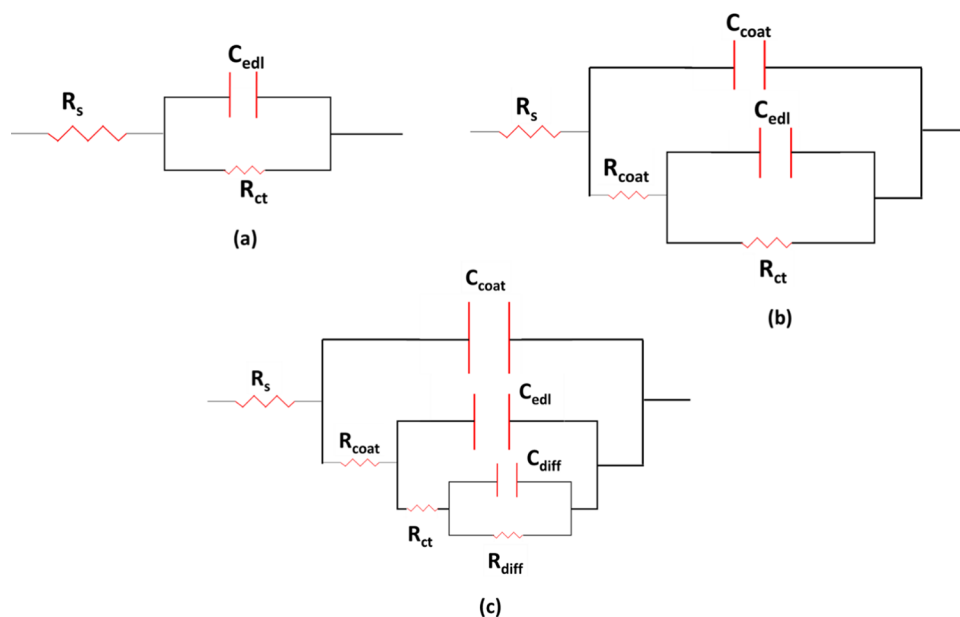 C_edl
R_s
R_ct
(a)
C_coat
R_s
C_edl
R_coat
R_ct
(b)
C_coat
R_s
C_edl
R_coat
C_diff
R_ct
R_diff
(c)